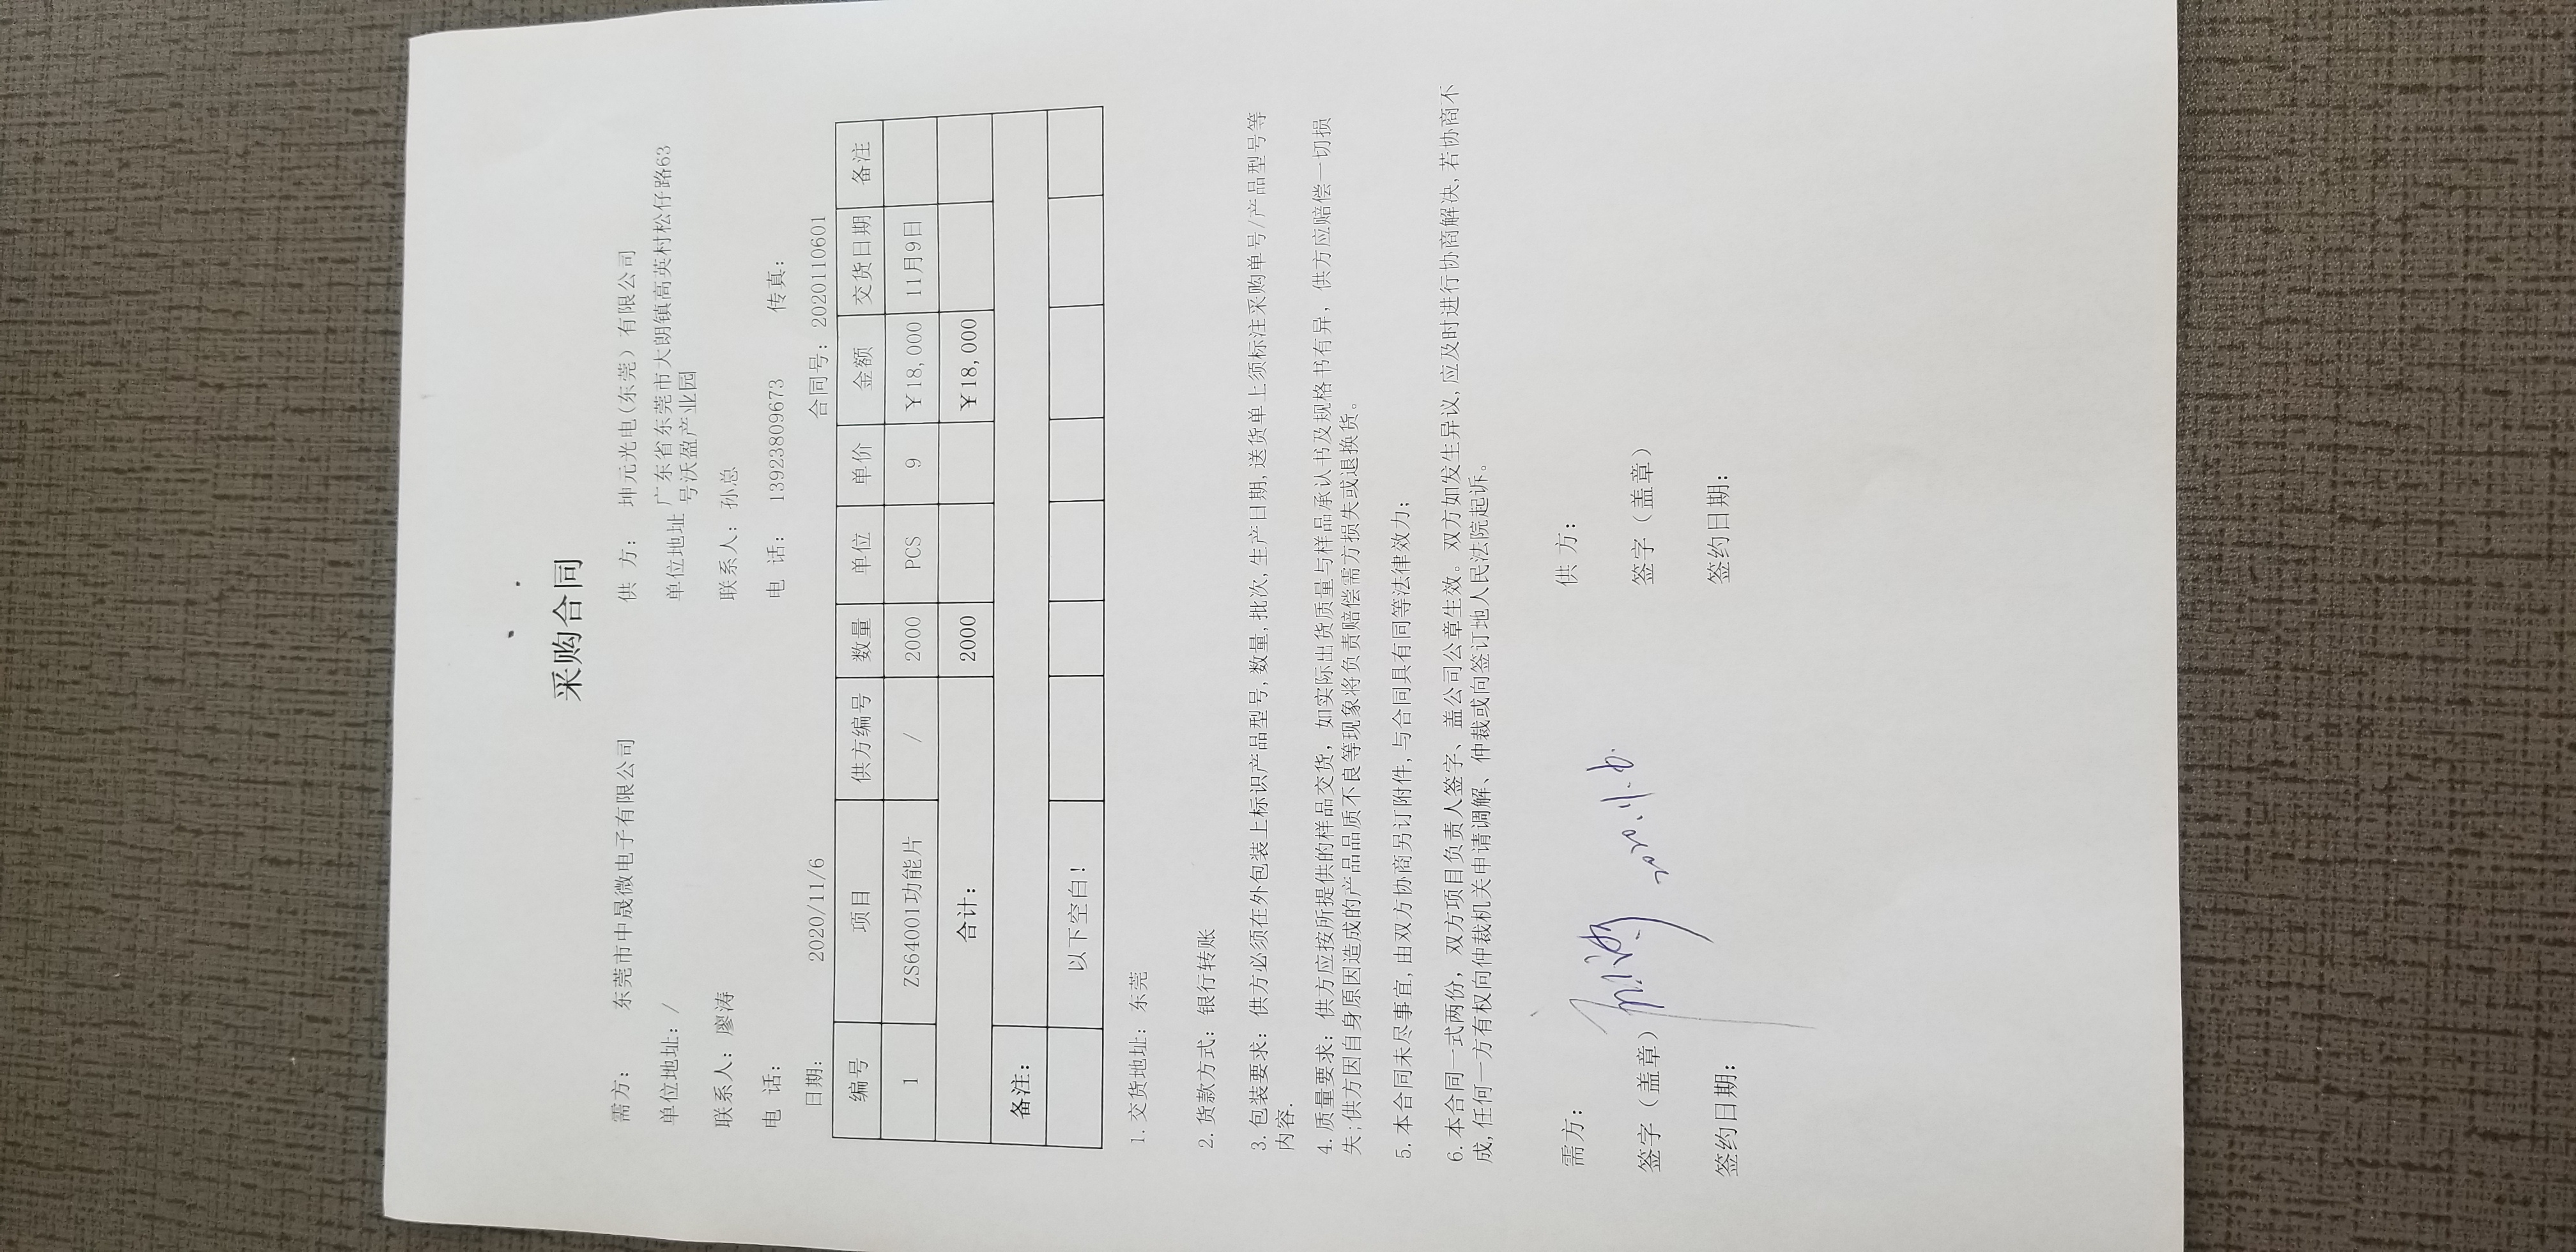 采购合同
需方： 东莞市中晟微电子有限公司 供 方： 坤元光电(东莞）有限公司
单位地址：/ 单位地址 广东省东莞市大朗镇高英村松仔路63
号沃盈产业园
联系人：廖涛 联系人：孙总
电 话： 电 话： 13923809673 传真：
日期： 2020/11/6 合同号：2020110601
编号 项目 供方编号 数量 单位 单价 金额 交货日期 备注
1 ZS64001功能片 / 2000 PCS 9 ￥18,000 11月9日
合计： 2000 ￥18,000
备注：
以下空白！
1.交货地址：东莞
2.货款方式：银行转账
3.包装要求：供方必须在外包装上标识产品型号,数量,批次,生产日期,送货单上须标注采购单号/产品型号等
内容.
4.质量要求：供方应按所提供的样品交货，如实际出货质量与样品承认书及规格书有异，供方应赔偿一切损
失;供方因自身原因造成的产品品质不良等现象将负责赔偿需方损失或退换货。
5.本合同未尽事宜,由双方协商另订附件,与合同具有同等法律效力;
6.本合同一式两份，双方项目负责人签字、盖公司公章生效。双方如发生异议,应及时进行协商解决,若协商不
成,任何一方有权向仲裁机关申请调解、仲裁或向签订地人民法院起诉。
需方： 供 方：
签字（盖章） 2020.11.6. 签字（盖章）
签约日期： 签约日期：